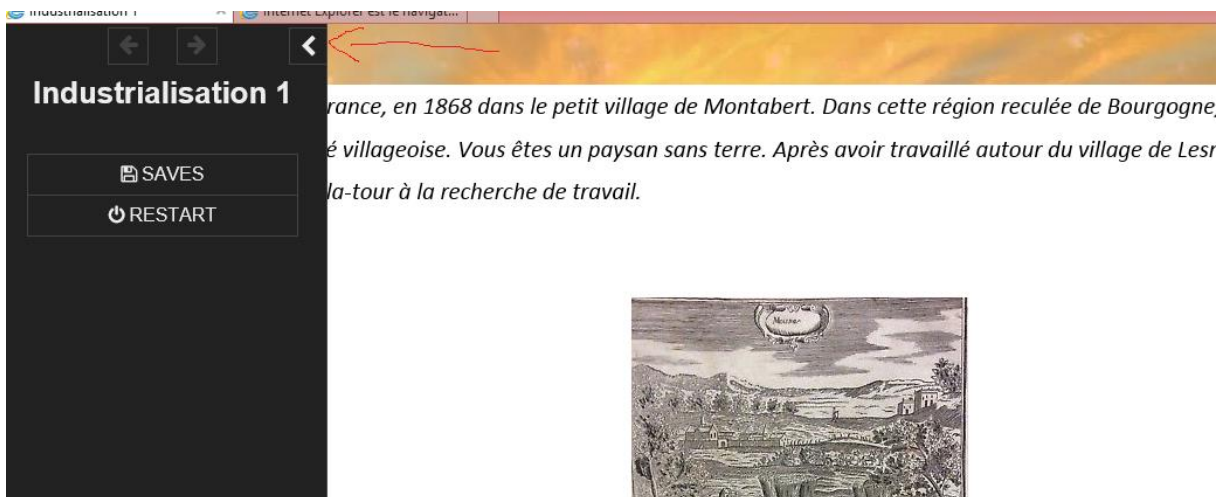 Industrialisation 1
Internet Explorer est le navigat...
Industrialisation 1
SAVES
RESTART
rance, en 1868 dans le petit village de Montabert. Dans cette région reculée de Bourgogne,
é villageoise. Vous êtes un paysan sans terre. Après avoir travaillé autour du village de Lesr
la-tour à la recherche de travail.